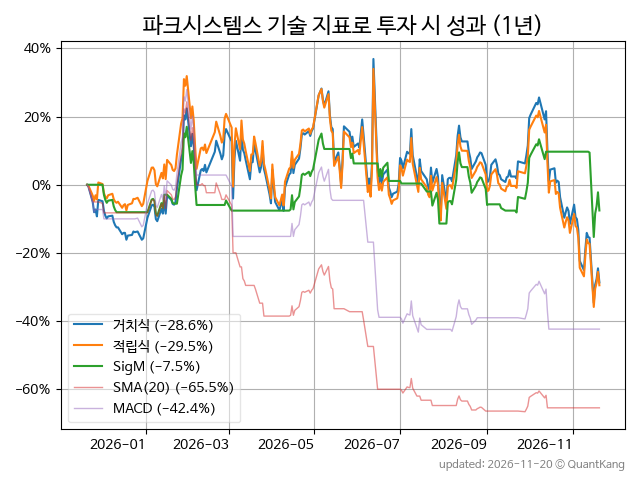 파크시스템스 기술 지표로 투자 시 성과 (1년)
40%
20%
0%
−20%
−40%
−60%
거치식 (−28.6%)
적립식 (−29.5%)
SigM (−7.5%)
SMA(20) (−65.5%)
MACD (−42.4%)
2026−01 2026−03 2026−05 2026−07 2026−09 2026−11
updated: 2026−11−20 © QuantKang